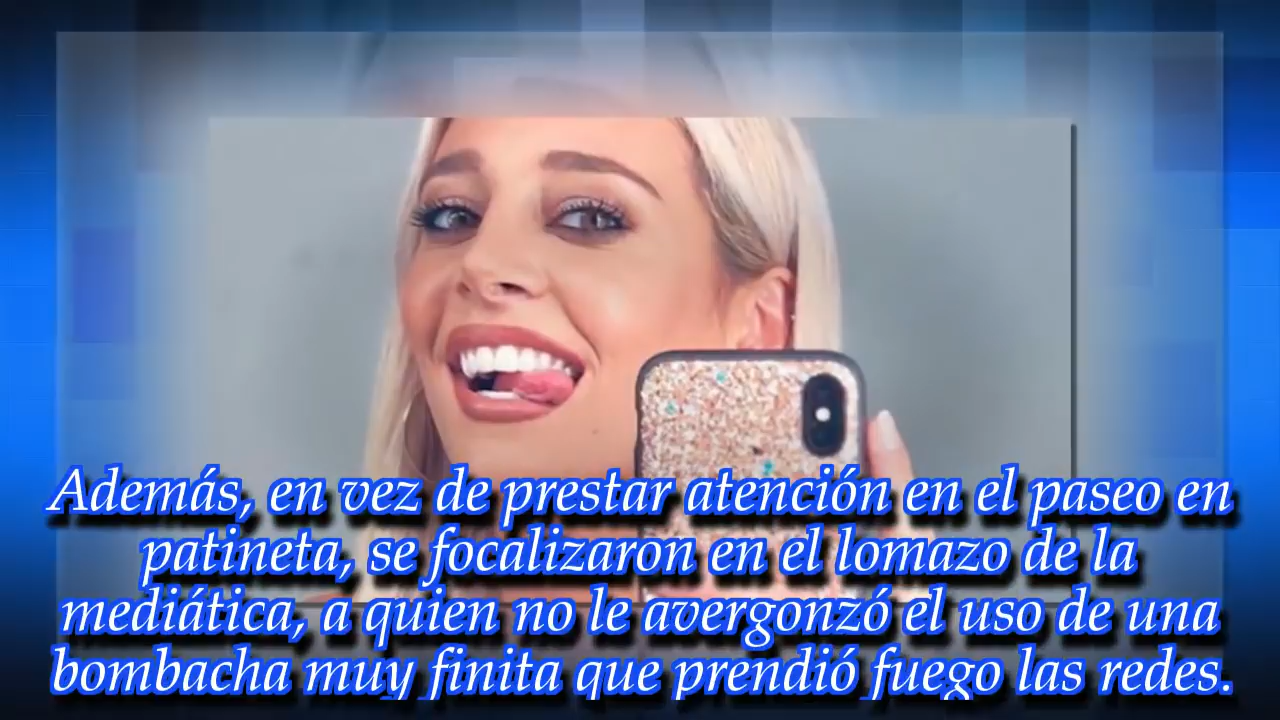 Además, en vez de prestar atención en el paseo en
patineta, se focalizaron en el lomazo de la
mediática, a quien no le avergonzó el uso de una
bombacha muy finita que prendió fuego las redes.